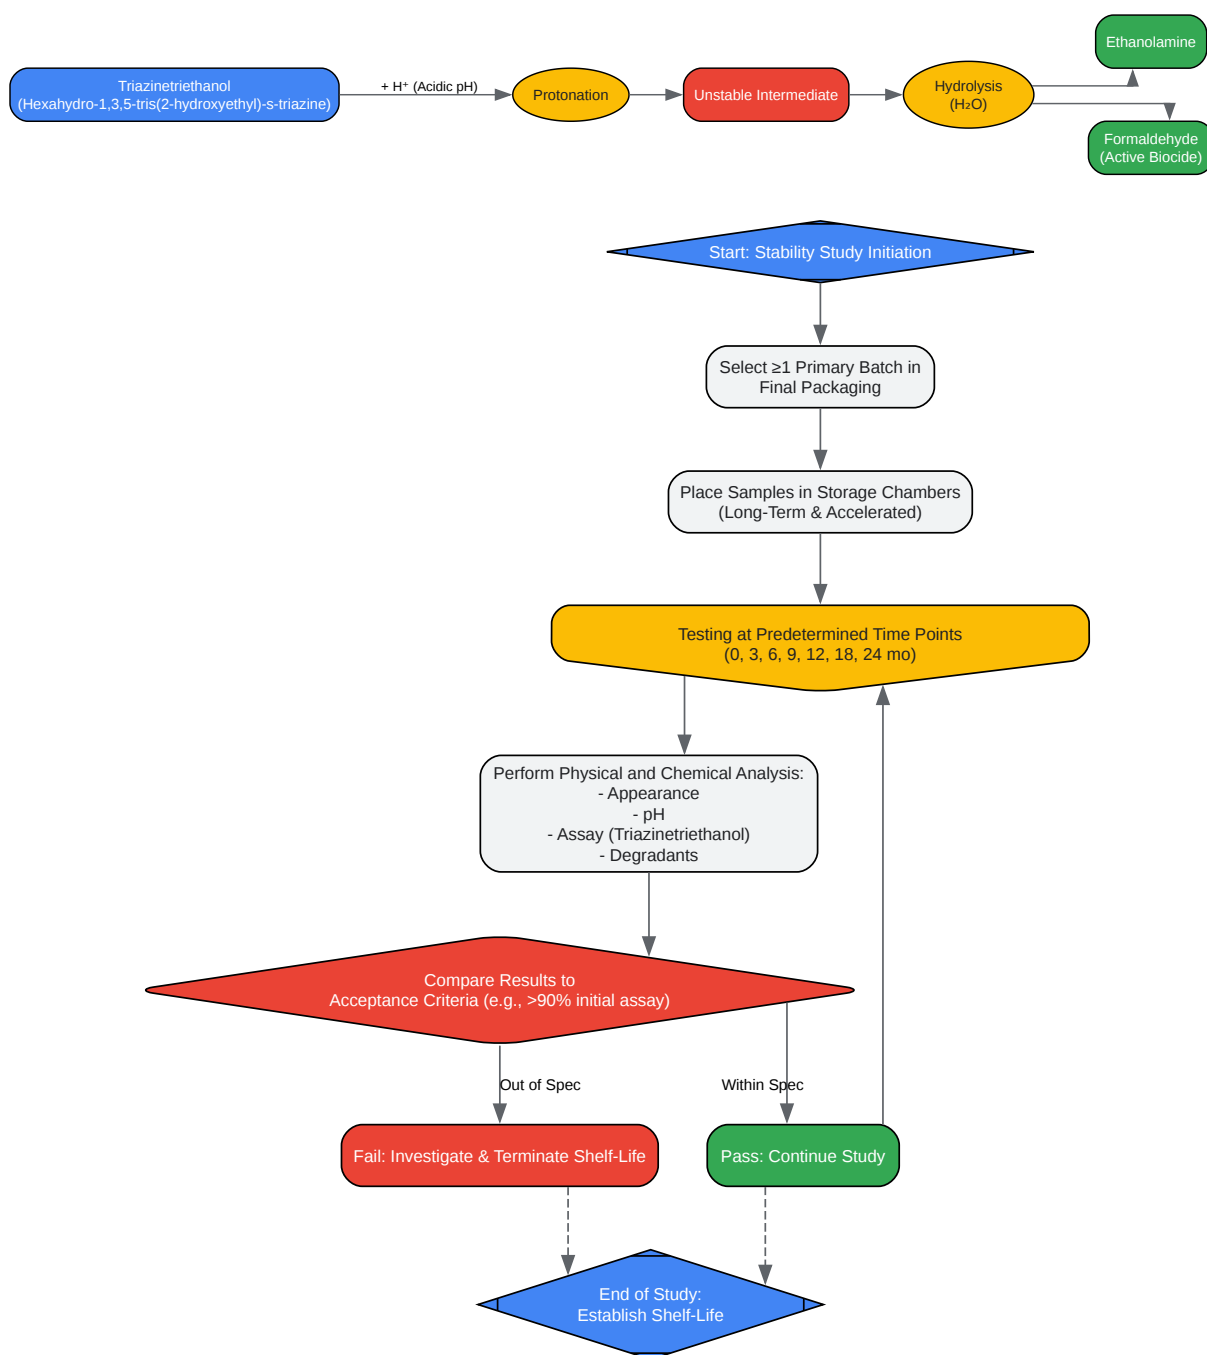 Triazinetriethanol
(Hexahydro-1,3,5-tris(2-hydroxyethyl)-s-triazine)
+ H⁺ (Acidic pH)
Protonation
Unstable Intermediate
Hydrolysis
(H₂O)
Ethanolamine
Formaldehyde
(Active Biocide)
Start: Stability Study Initiation
Select ≥1 Primary Batch in
Final Packaging
Place Samples in Storage Chambers
(Long-Term & Accelerated)
Testing at Predetermined Time Points
(0, 3, 6, 9, 12, 18, 24 mo)
Perform Physical and Chemical Analysis:
- Appearance
- pH
- Assay (Triazinetriethanol)
- Degradants
Compare Results to
Acceptance Criteria (e.g., >90% initial assay)
Out of Spec
Within Spec
Fail: Investigate & Terminate Shelf-Life
Pass: Continue Study
End of Study:
Establish Shelf-Life